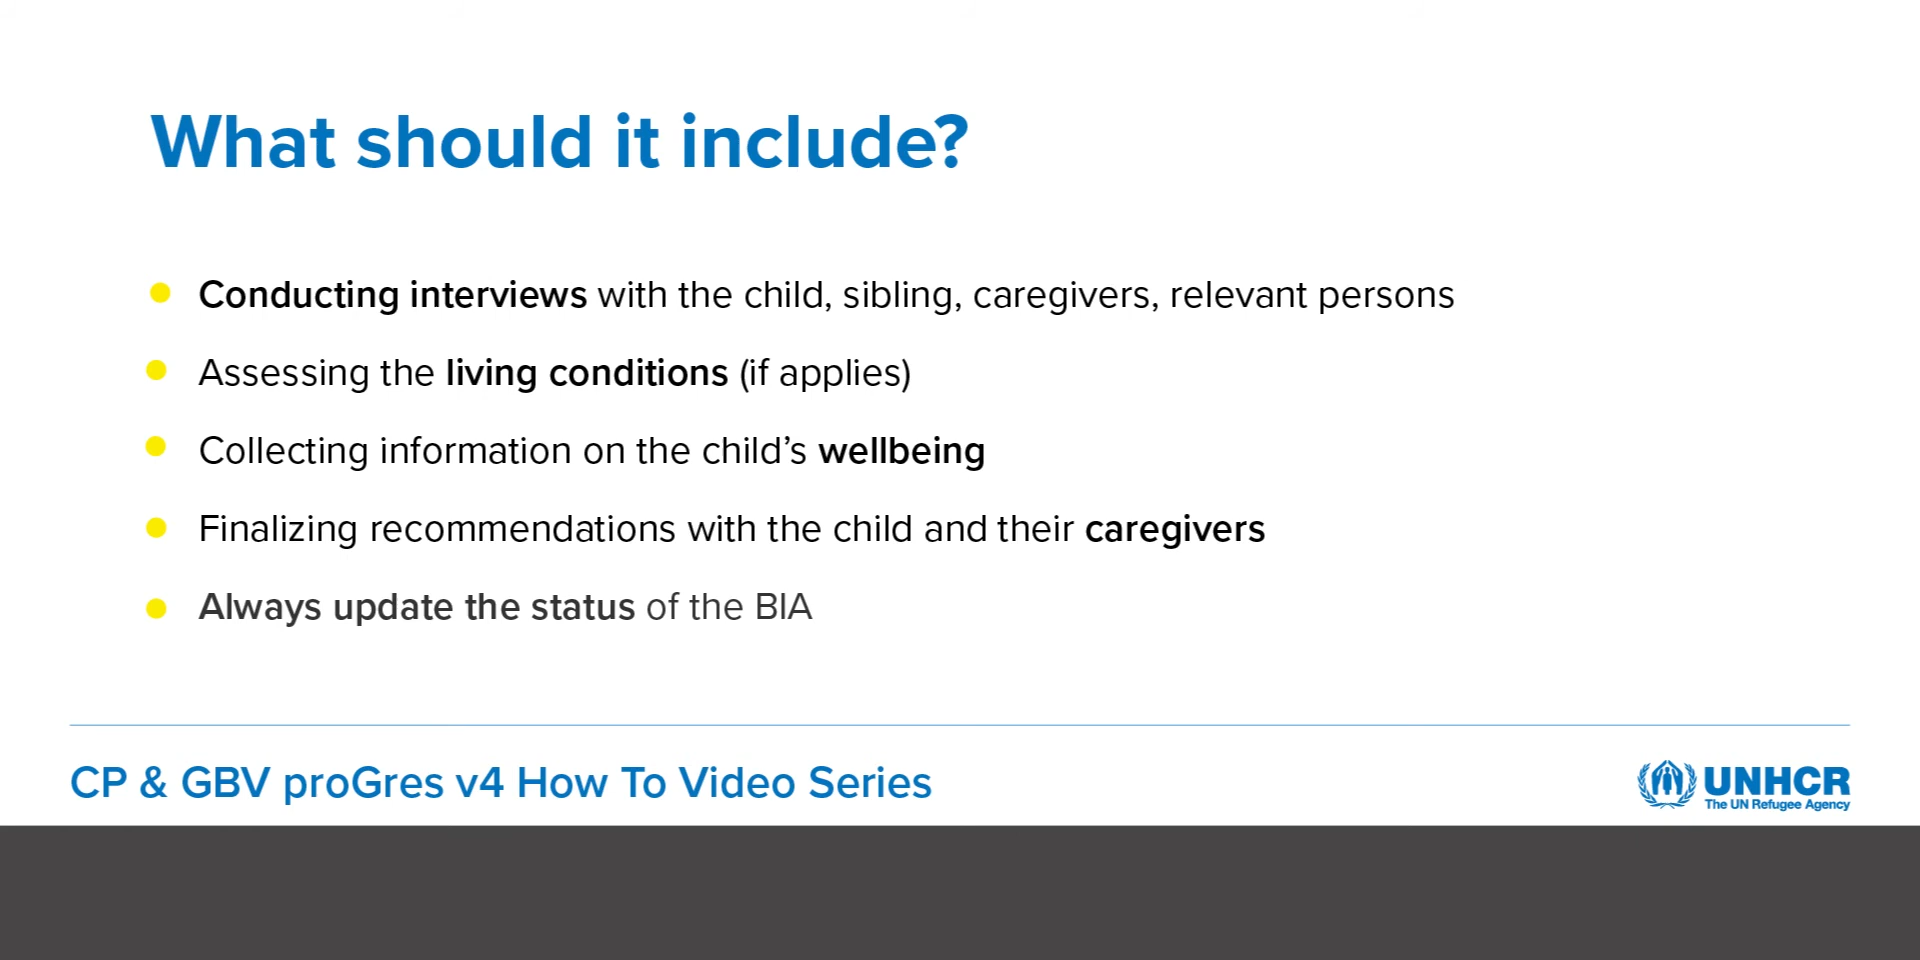 What should it include?
Conducting interviews with the child, sibling, caregivers, relevant persons
Assessing the living conditions (if applies)
Collecting information on the child’s wellbeing
Finalizing recommendations with the child and their caregivers
Always update the status of the BIA
CP & GBV proGres v4 How To Video Series
UNHCR
The UN Refugee Agency